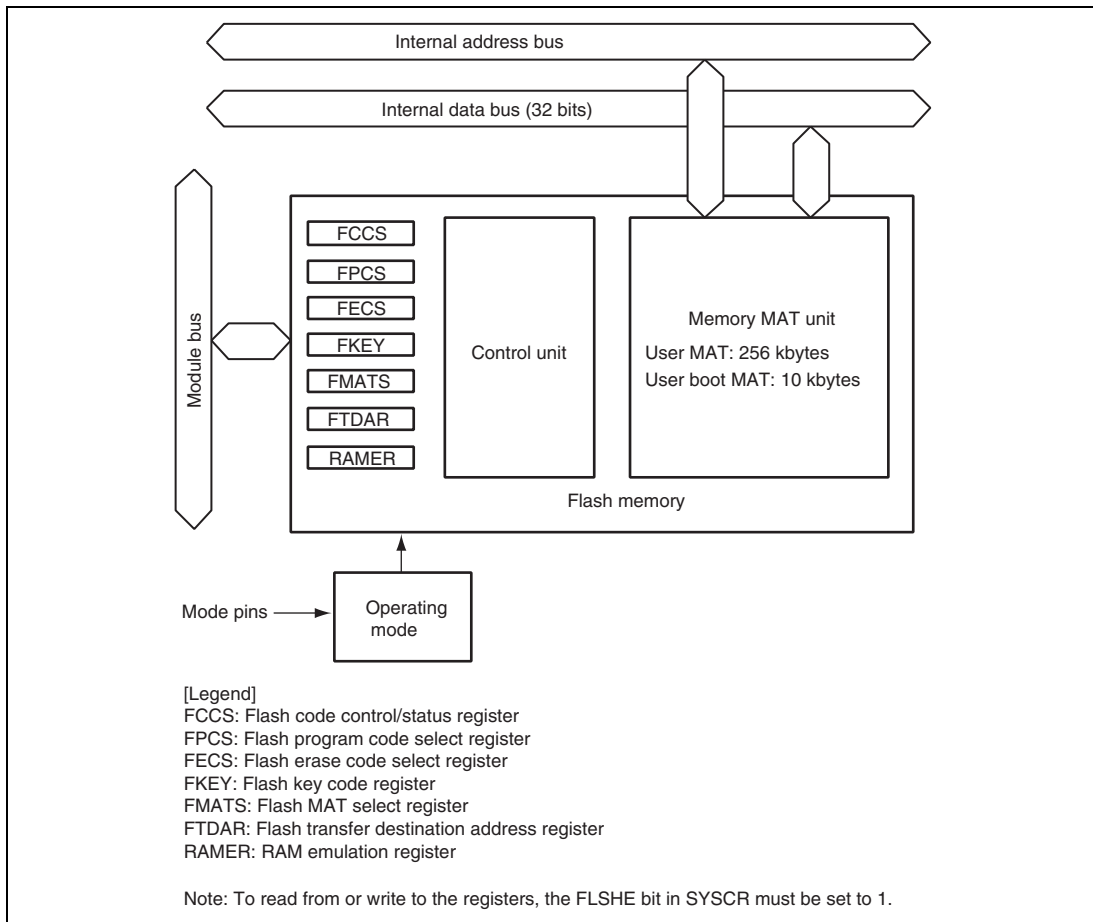 Internal address bus
Internal data bus (32 bits)
Module bus
FCCS
FPCS
FECS
FKEY
FMATS
FTDAR
RAMER
Control unit
Memory MAT unit
User MAT: 256 kbytes
User boot MAT: 10 kbytes
Flash memory
Mode pins
Operating
mode
[Legend]
FCCS: Flash code control/status register
FPCS: Flash program code select register
FECS: Flash erase code select register
FKEY: Flash key code register
FMATS: Flash MAT select register
FTDAR: Flash transfer destination address register
RAMER: RAM emulation register
Note: To read from or write to the registers, the FLSHE bit in SYSCR must be set to 1.